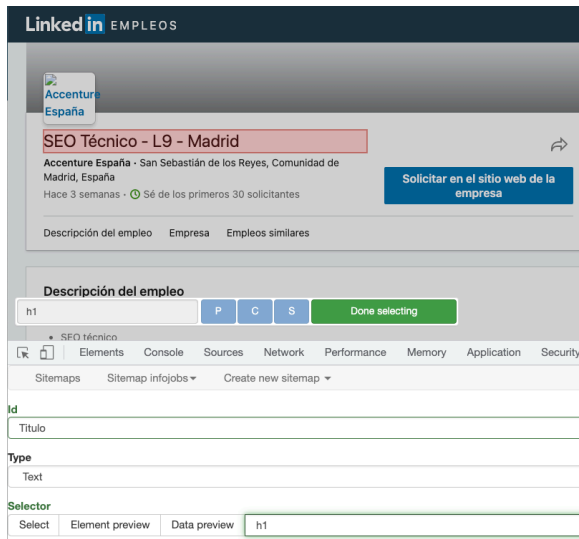 Linked in EMPLEOS
Accenture
España
SEO Técnico - L9 - Madrid
Accenture España · San Sebastián de los Reyes, Comunidad de
Madrid, España
Hace 3 semanas · Sé de los primeros 30 solicitantes
Solicitar en el sitio web de la
empresa
Descripción del empleo Empresa Empleos similares
Descripción del empleo
h1 P C S Done selecting
• SEO técnico
Elements Console Sources Network Performance Memory Application Security
Sitemaps Sitemap infojobs Create new sitemap
Id
Titulo
Type
Text
Selector
Select Element preview Data preview h1